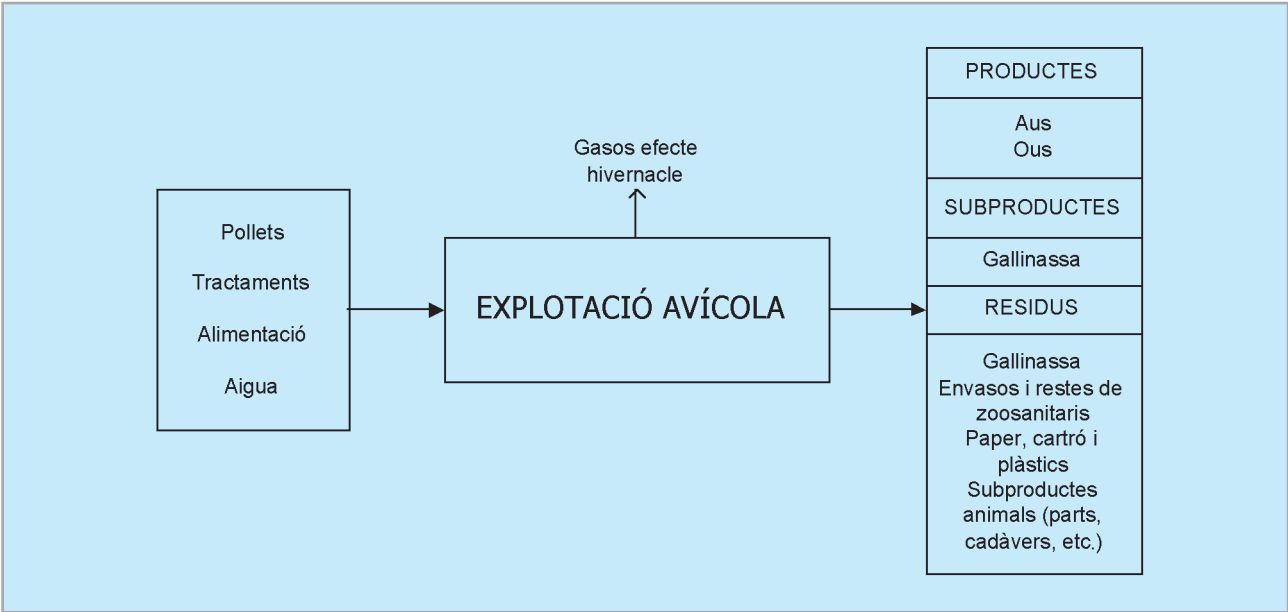 Pollets
Tractaments
Alimentació
Aigua
Gasos efecte
hivernacle
EXPLOTACIÓ AVÍCOLA
PRODUCTES
Aus
Ous
SUBPRODUCTES
Gallinassa
RESIDUS
Gallinassa
Envasos i restes de
zoosanitaris
Paper, cartró i
plàstics
Subproductes
animals (parts,
cadàvers, etc.)